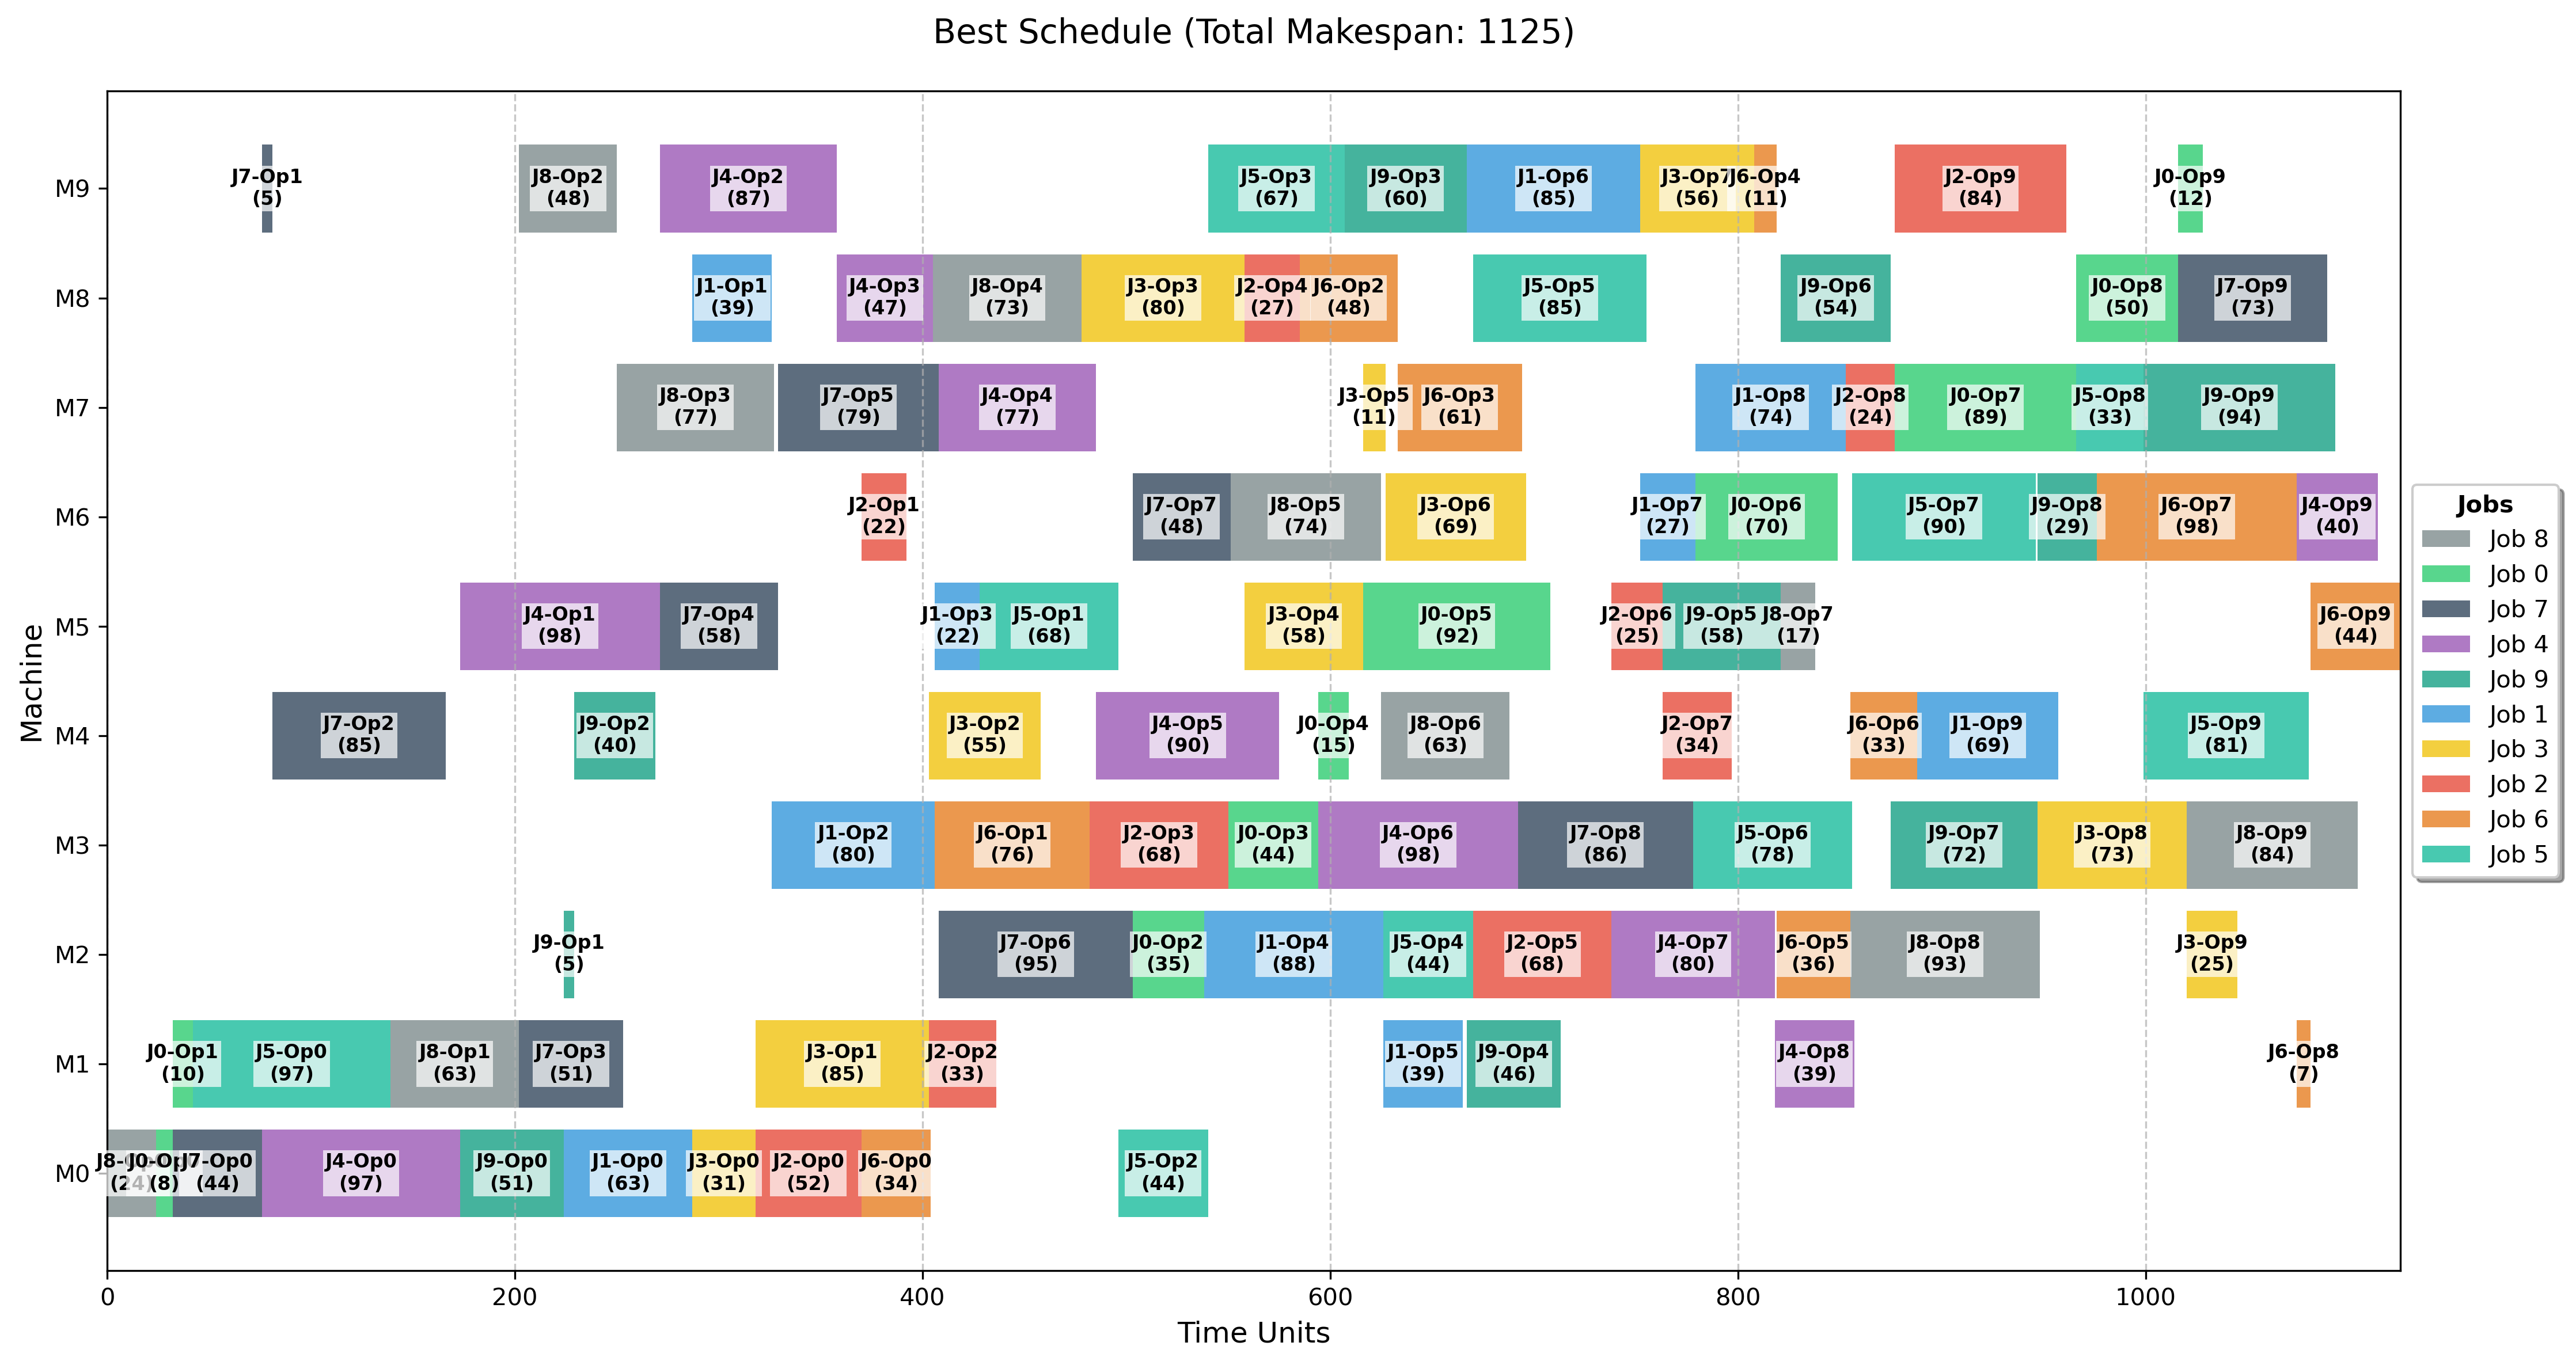 Best Schedule (Total Makespan: 1125)
M9
J7-Op1
(5)
J8-Op2
(48)
J4-Op2
(87)
J5-Op3
(67)
J9-Op3
(60)
J1-Op6
(85)
J3-Op7
(56)
J6-Op4
(11)
J2-Op9
(84)
J0-Op9
(12)
M8
J1-Op1
(39)
J4-Op3
(47)
J8-Op4
(73)
J3-Op3
(80)
J2-Op4
(27)
J6-Op2
(48)
J5-Op5
(85)
J9-Op6
(54)
J0-Op8
(50)
J7-Op9
(73)
M7
J8-Op3
(77)
J7-Op5
(79)
J4-Op4
(77)
J3-Op5
(11)
J6-Op3
(61)
J1-Op8
(74)
J2-Op8
(24)
J0-Op7
(89)
J5-Op8
(33)
J9-Op9
(94)
M6
J2-Op1
(22)
J7-Op7
(48)
J8-Op5
(74)
J3-Op6
(69)
J1-Op7
(27)
J0-Op6
(70)
J5-Op7
(90)
J9-Op8
(29)
J6-Op7
(98)
J4-Op9
(40)
M5
J4-Op1
(98)
J7-Op4
(58)
J1-Op3
(22)
J5-Op1
(68)
J3-Op4
(58)
J0-Op5
(92)
J2-Op6
(25)
J9-Op5
(58)
J8-Op7
(17)
J6-Op9
(44)
M4
J7-Op2
(85)
J9-Op2
(40)
J3-Op2
(55)
J4-Op5
(90)
J0-Op4
(15)
J8-Op6
(63)
J2-Op7
(34)
J6-Op6
(33)
J1-Op9
(69)
J5-Op9
(81)
M3
J1-Op2
(80)
J6-Op1
(76)
J2-Op3
(68)
J0-Op3
(44)
J4-Op6
(98)
J7-Op8
(86)
J5-Op6
(78)
J9-Op7
(72)
J3-Op8
(73)
J8-Op9
(84)
M2
J9-Op1
(5)
J7-Op6
(95)
J0-Op2
(35)
J1-Op4
(88)
J5-Op4
(44)
J2-Op5
(68)
J4-Op7
(80)
J6-Op5
(36)
J8-Op8
(93)
J3-Op9
(25)
M1
J0-Op1
(10)
J5-Op0
(97)
J8-Op1
(63)
J7-Op3
(51)
J3-Op1
(85)
J2-Op2
(33)
J1-Op5
(39)
J9-Op4
(46)
J4-Op8
(39)
J6-Op8
(7)
M0
(24)
(8)
J7-Op0
(44)
J4-Op0
(97)
J9-Op0
(51)
J1-Op0
(63)
J3-Op0
(31)
J2-Op0
(52)
J6-Op0
(34)
J5-Op2
(44)
0
200
400
600
800
1000
Time Units
Machine
Jobs
Job 8
Job 0
Job 7
Job 4
Job 9
Job 1
Job 3
Job 2
Job 6
Job 5